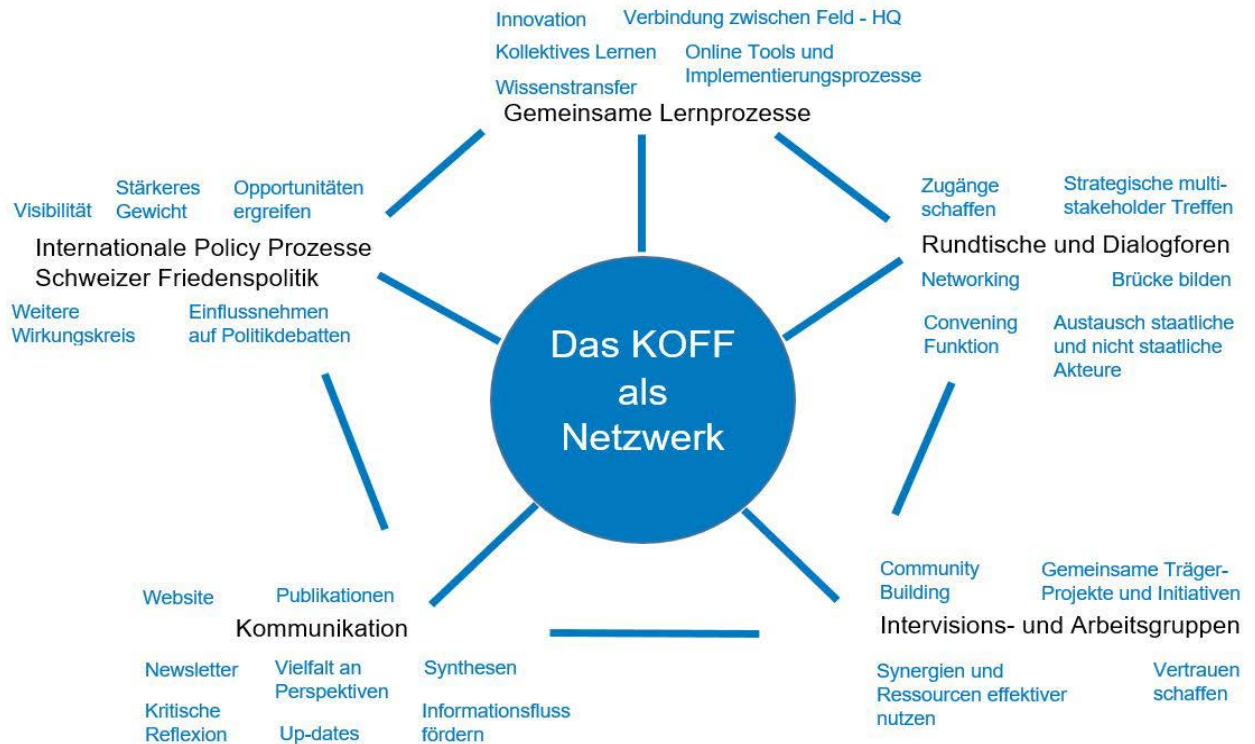 Innovation
Verbindung zwischen Feld - HQ
Kollektives Lernen
Online Tools und
Implementierungsprozesse
Wissenstransfer
Gemeinsame Lernprozesse
Visibilität
Stärkeres
Gewicht
Opportunitäten
ergreifen
Internationale Policy Prozesse
Schweizer Friedenspolitik
Weitere
Wirkungskreis
Einflussnehmen
auf Politikdebatten
Zugänge
schaffen
Strategische multi-
stakeholder Treffen
Rundtische und Dialogforen
Networking
Brücke bilden
Convening
Funktion
Austausch staatliche
und nicht staatliche
Akteure
Das KOFF
als
Netzwerk
Website
Publikationen
Kommunikation
Newsletter
Vielfalt an
Perspektiven
Synthesen
Kritische
Reflexion
Up-dates
Informationsfluss
fördern
Community
Building
Gemeinsame Träger-
Projekte und Initiativen
Intervisions- und Arbeitsgruppen
Synergien und
Ressourcen effektiver
nutzen
Vertrauen
schaffen